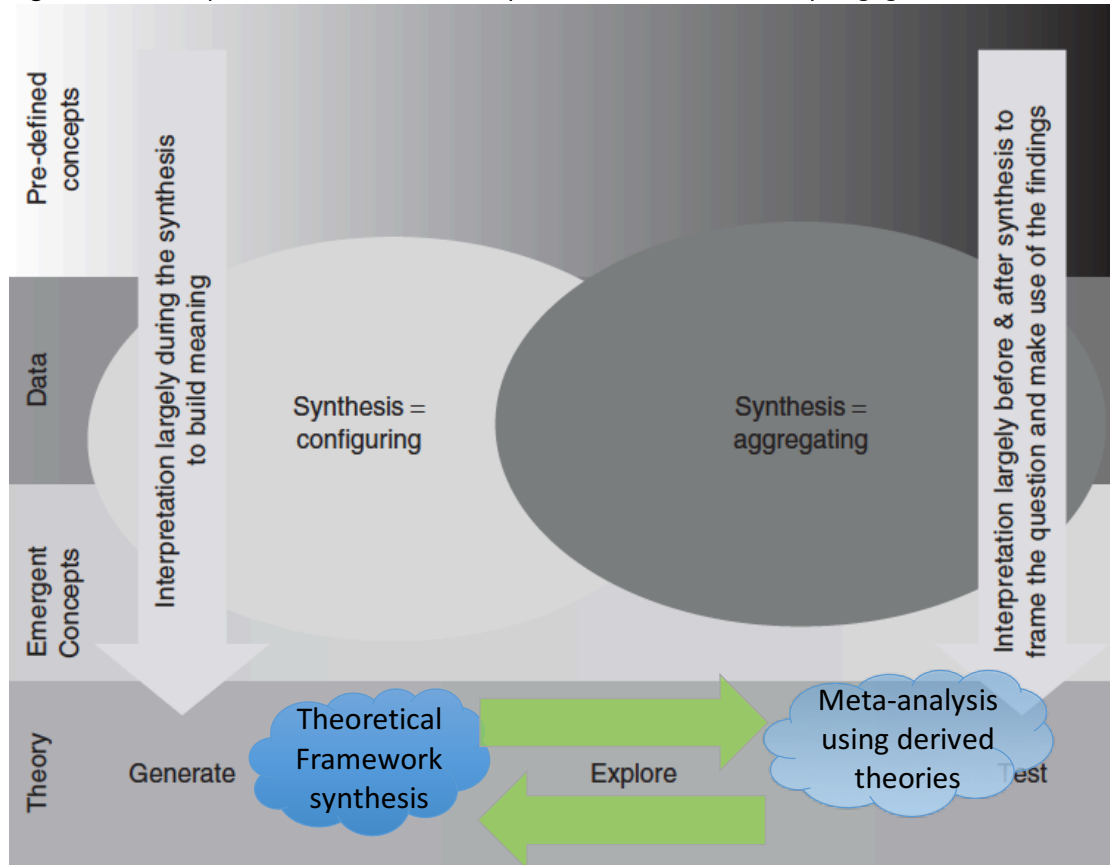 Pre-defined
concepts
Interpretation largely during the synthesis
to build meaning
Interpretation largely before & after synthesis to
frame the question and make use of the findings
Data
Synthesis =
configuring
Synthesis =
aggregating
Emergent
Concepts
Theory
Generate
Theoretical
Framework
synthesis
Explore
Meta-analysis
using derived
theories
Test